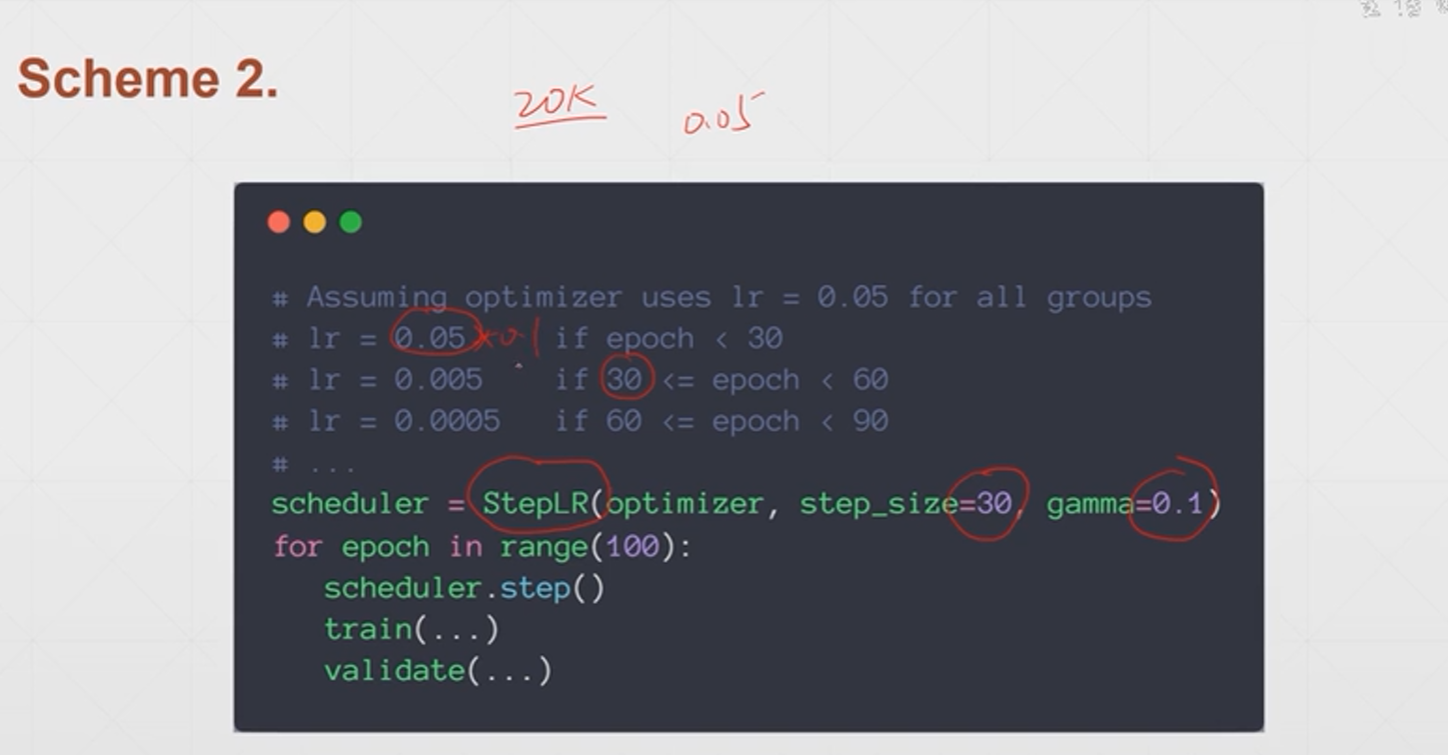 Scheme 2.
20K 0.05
# Assuming optimizer uses lr = 0.05 for all groups
# lr = 0.05 x0.1 if epoch < 30
# lr = 0.005 if 30 <= epoch < 60
# lr = 0.0005 if 60 <= epoch < 90
# ...
scheduler = StepLR(optimizer, step_size=30, gamma=0.1)
for epoch in range(100):
scheduler.step()
train(...)
validate(...)